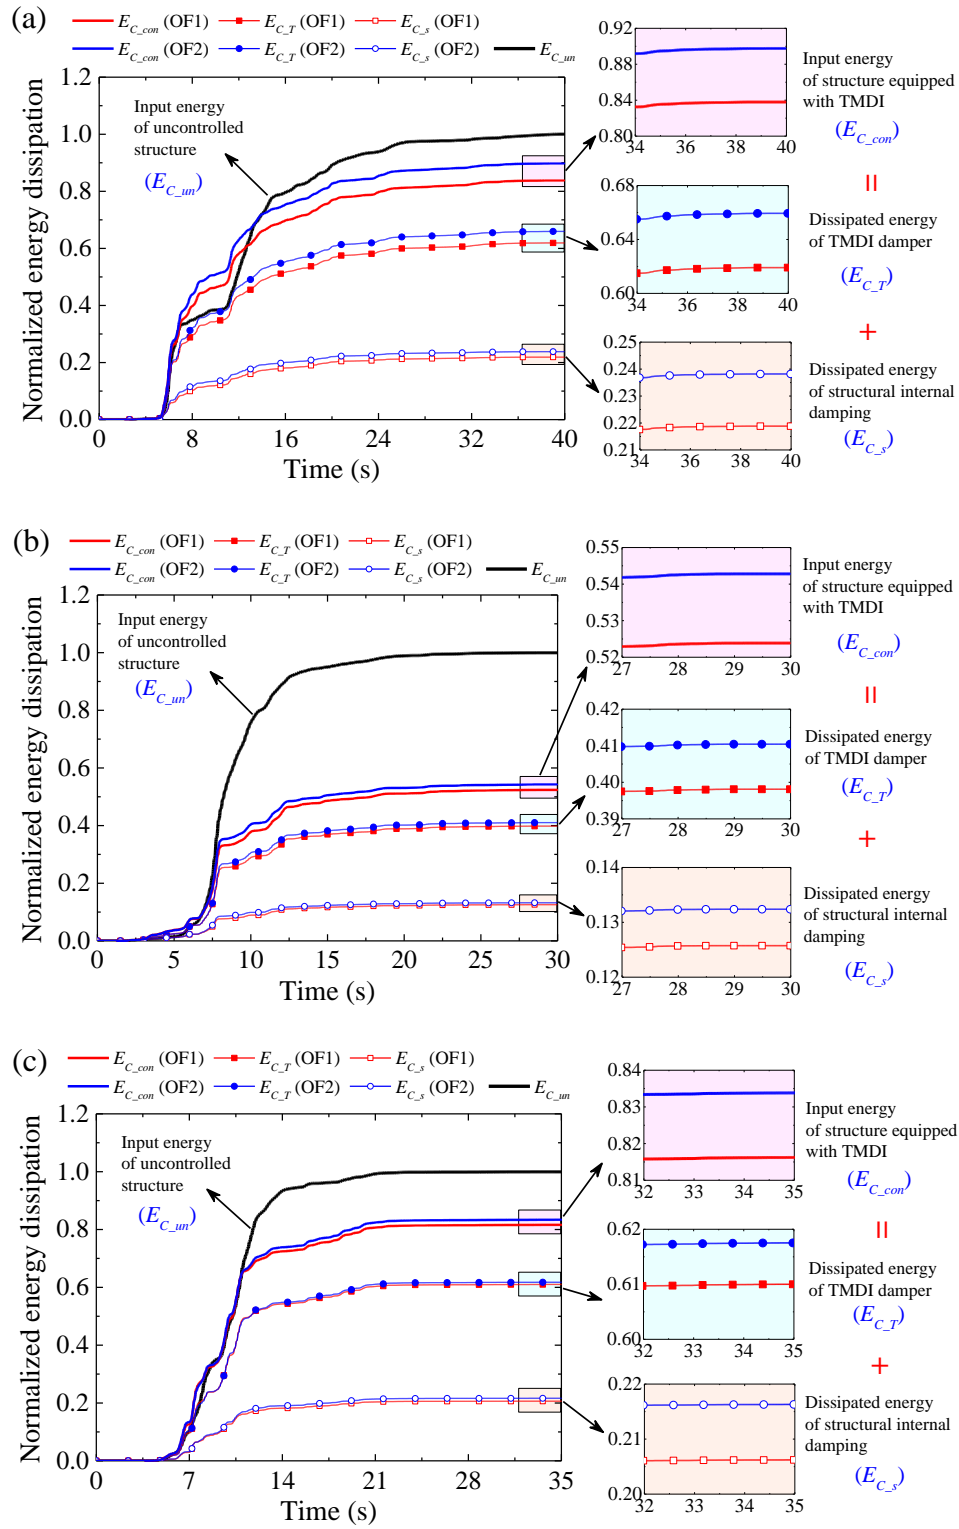 (a)
E_C_con (OF1) E_C_T (OF1) E_C_s (OF1)
E_C_con (OF2) E_C_T (OF2) E_C_s (OF2) E_C_un
Normalized energy dissipation
1.2
1.0
0.8
0.6
0.4
0.2
0.0
0 8 16 24 32 40
Time (s)
Input energy
of uncontrolled
structure
(E_C_un)
0.92
0.88
0.84
0.80
34 36 38 40
Input energy
of structure equipped
with TMDI
(E_C_con)
=
0.68
0.64
0.60
34 36 38 40
Dissipated energy
of TMDI damper
(E_C_T)
+
0.25
0.24
0.23
0.22
0.21
34 36 38 40
Dissipated energy
of structural internal
damping
(E_C_s)
(b)
E_C_con (OF1) E_C_T (OF1) E_C_s (OF1)
E_C_con (OF2) E_C_T (OF2) E_C_s (OF2) E_C_un
Normalized energy dissipation
1.2
1.0
0.8
0.6
0.4
0.2
0.0
0 5 10 15 20 25 30
Time (s)
Input energy
of uncontrolled
structure
(E_C_un)
0.55
0.54
0.53
0.52
27 28 29 30
Input energy
of structure equipped
with TMDI
(E_C_con)
=
0.42
0.41
0.40
0.39
27 28 29 30
Dissipated energy
of TMDI damper
(E_C_T)
+
0.14
0.13
0.12
27 28 29 30
Dissipated energy
of structural internal
damping
(E_C_s)
(c)
E_C_con (OF1) E_C_T (OF1) E_C_s (OF1)
E_C_con (OF2) E_C_T (OF2) E_C_s (OF2) E_C_un
Normalized energy dissipation
1.2
1.0
0.8
0.6
0.4
0.2
0.0
0 7 14 21 28 35
Time (s)
Input energy
of uncontrolled
structure
(E_C_un)
0.84
0.83
0.82
0.81
32 33 34 35
Input energy
of structure equipped
with TMDI
(E_C_con)
=
0.62
0.61
0.60
32 33 34 35
Dissipated energy
of TMDI damper
(E_C_T)
+
0.22
0.21
0.20
32 33 34 35
Dissipated energy
of structural internal
damping
(E_C_s)